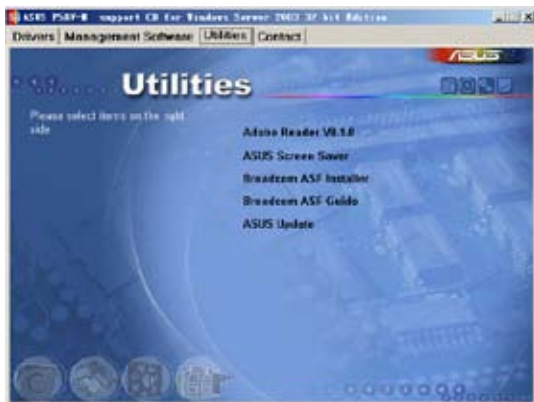 ASUS P5BV-M support CD for Windows Server 2003 32-bit Edition
Drivers Management Software Utilities Contact
ASUS
Utilities
Please select items on the right
side
Adobe Reader V8.1.0
ASUS Screen Saver
Broadcom ASF Installer
Broadcom ASF Guide
ASUS Update